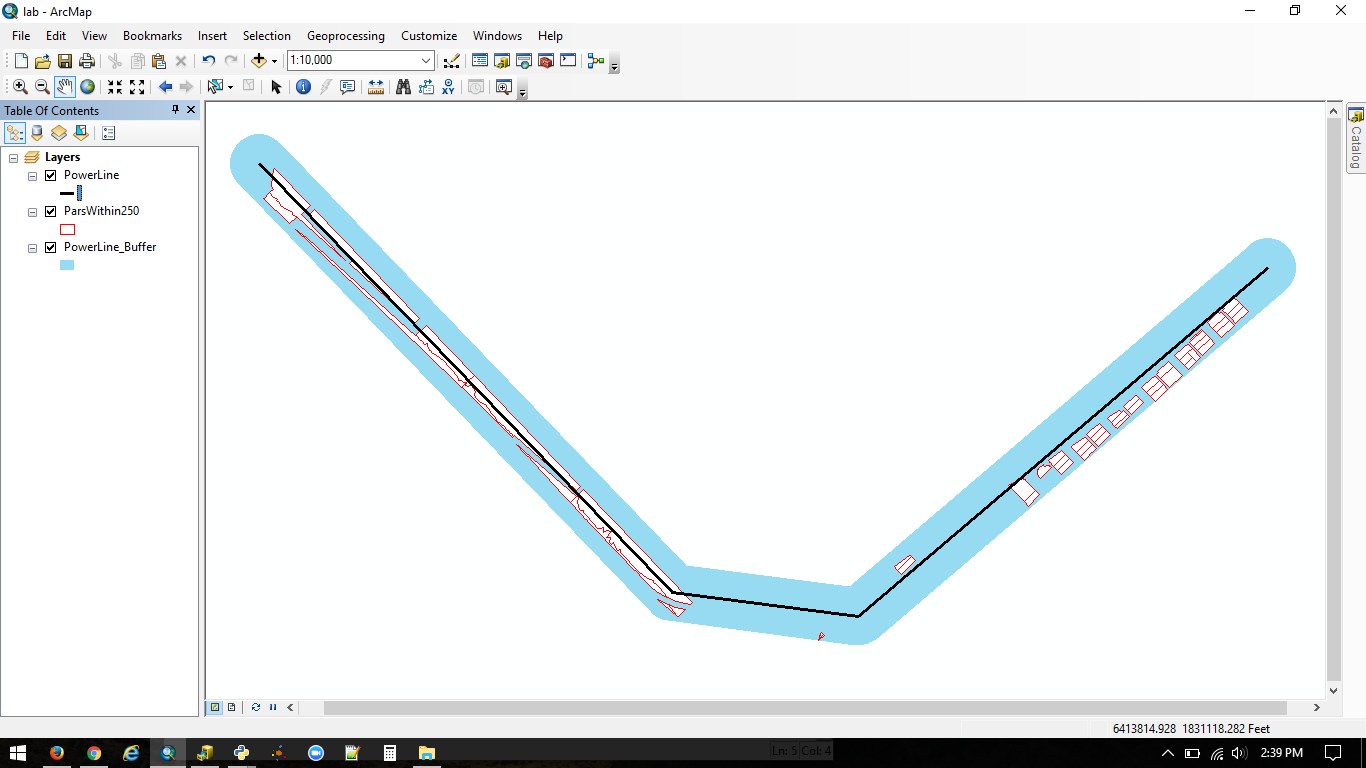 lab - ArcMap
File Edit View Bookmarks Insert Selection Geoprocessing Customize Windows Help
1:10,000
XY
Table Of Contents
Layers
PowerLine
ParsWithin250
PowerLine_Buffer
Catalog
6413814.928 1831118.282 Feet
Ln: 5 Col: 4
2:39 PM